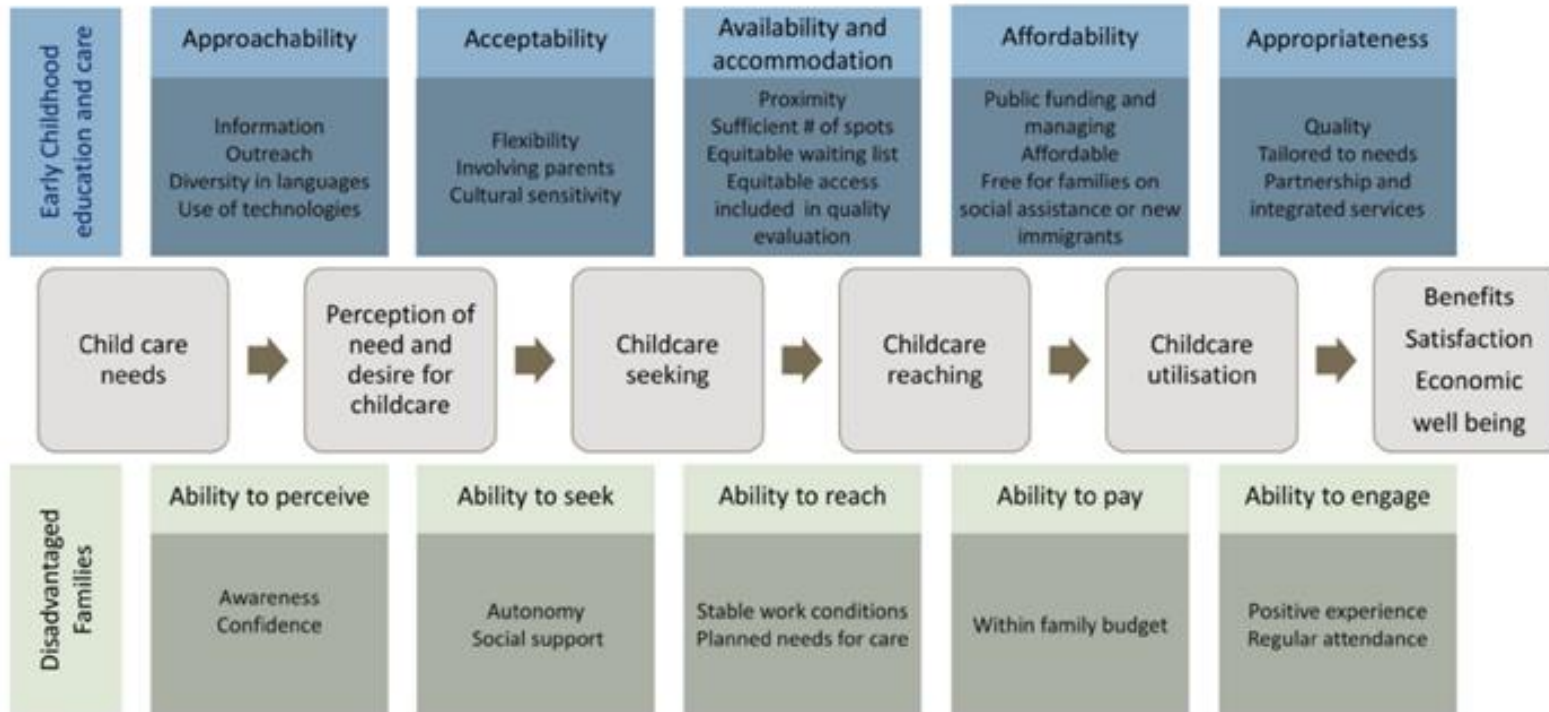 Early Childhood
education and care
Approachability
Information
Outreach
Diversity in languages
Use of technologies
Acceptability
Flexibility
Involving parents
Cultural sensitivity
Availability and
accommodation
Proximity
Sufficient # of spots
Equitable waiting list
Equitable access
included in quality
evaluation
Affordability
Public funding and
managing
Affordable
Free for families on
social assistance or new
immigrants
Appropriateness
Quality
Tailored to needs
Partnership and
integrated services
Child care
needs
Perception of
need and
desire for
childcare
Childcare
seeking
Childcare
reaching
Childcare
utilisation
Benefits
Satisfaction
Economic
well being
Disadvantaged
Families
Ability to perceive
Awareness
Confidence
Ability to seek
Autonomy
Social support
Ability to reach
Stable work conditions
Planned needs for care
Ability to pay
Within family budget
Ability to engage
Positive experience
Regular attendance